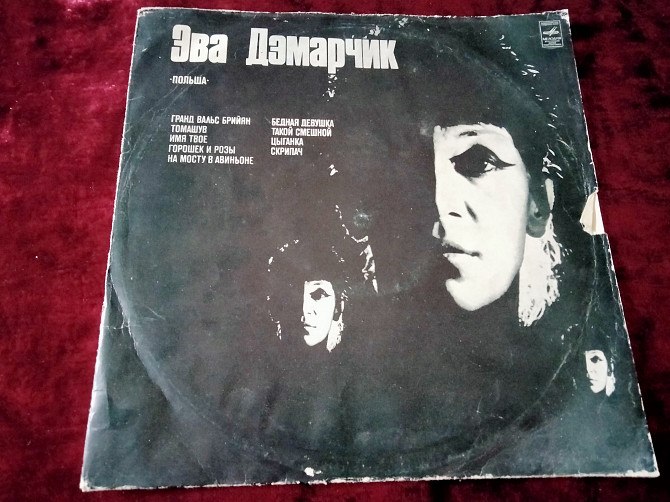 Эва Дэмарчик
·ПОЛЬША·
ГРАНД ВАЛЬС БРИЙЯН
ТОМАШУВ
ИМЯ ТВОЕ
ГОРОШЕК И РОЗЫ
НА МОСТУ В АВИНЬОНЕ
БЕДНАЯ ДЕВУШКА
ТАКОЙ СМЕШНОЙ
ЦЫГАНКА
СКРИПАЧ
МЕЛОДИЯ